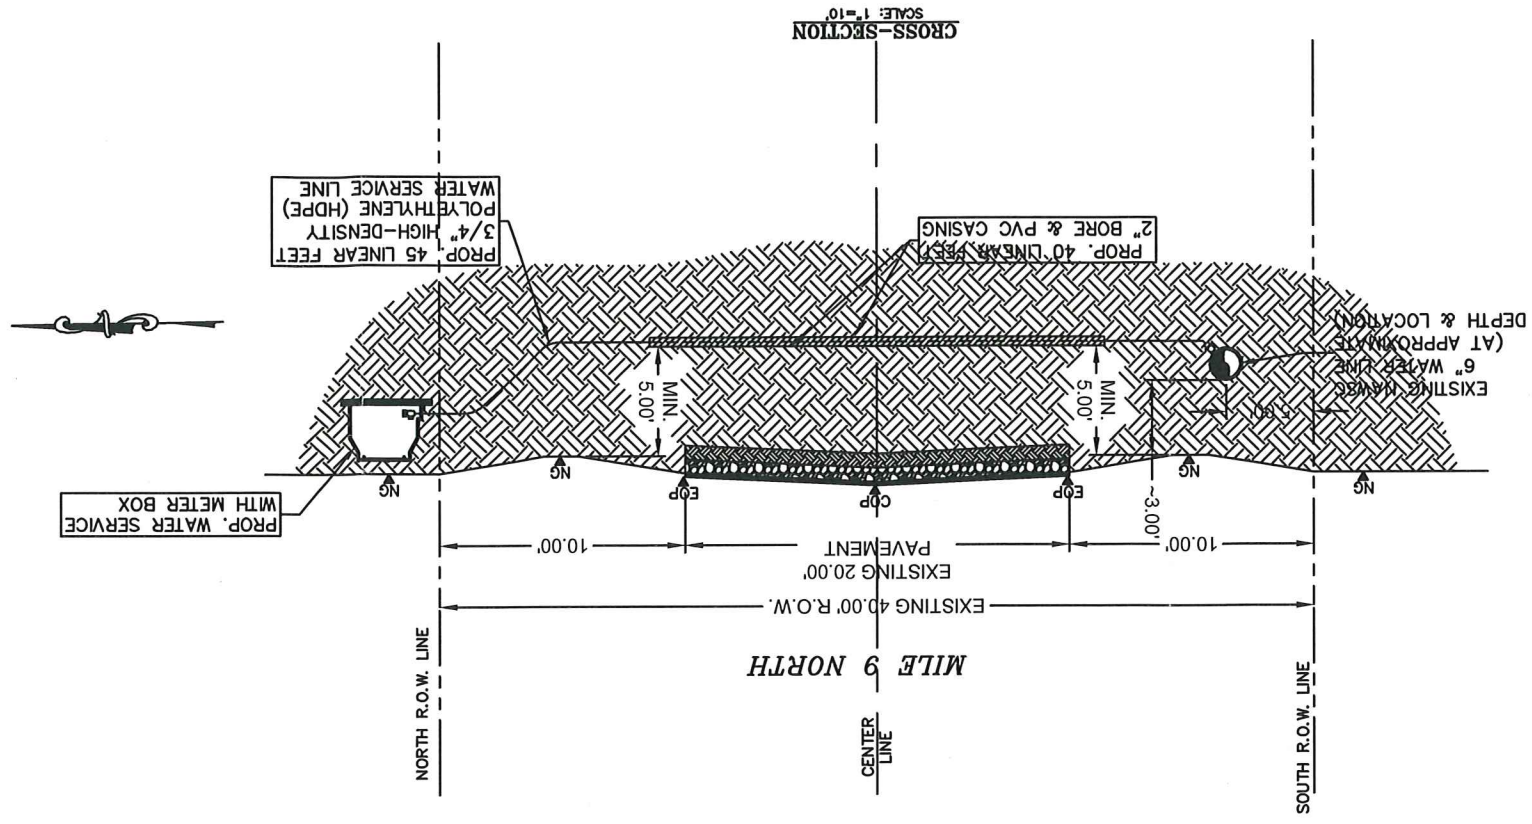 SOUTH R.O.W. LINE
CENTER
LINE
NORTH R.O.W. LINE
MILE 9 NORTH
EXISTING 40.00' R.O.W.
10.00'
EXISTING 20.00'
PAVEMENT
10.00'
~3.00'
NG
NG
EOP
COP
EOP
NG
NG
PROP. WATER SERVICE
WITH METER BOX
EXISTING NAWSC
6" WATER LINE
(AT APPROXIMATE
DEPTH & LOCATION)
5.00'
MIN.
5.00'
MIN.
5.00'
PROP. 40 LINEAR FEET
2" BORE & PVC CASING
PROP. 45 LINEAR FEET
3/4" HIGH-DENSITY
POLYETHYLENE (HDPE)
WATER SERVICE LINE
CROSS-SECTION
SCALE: 1"=10'